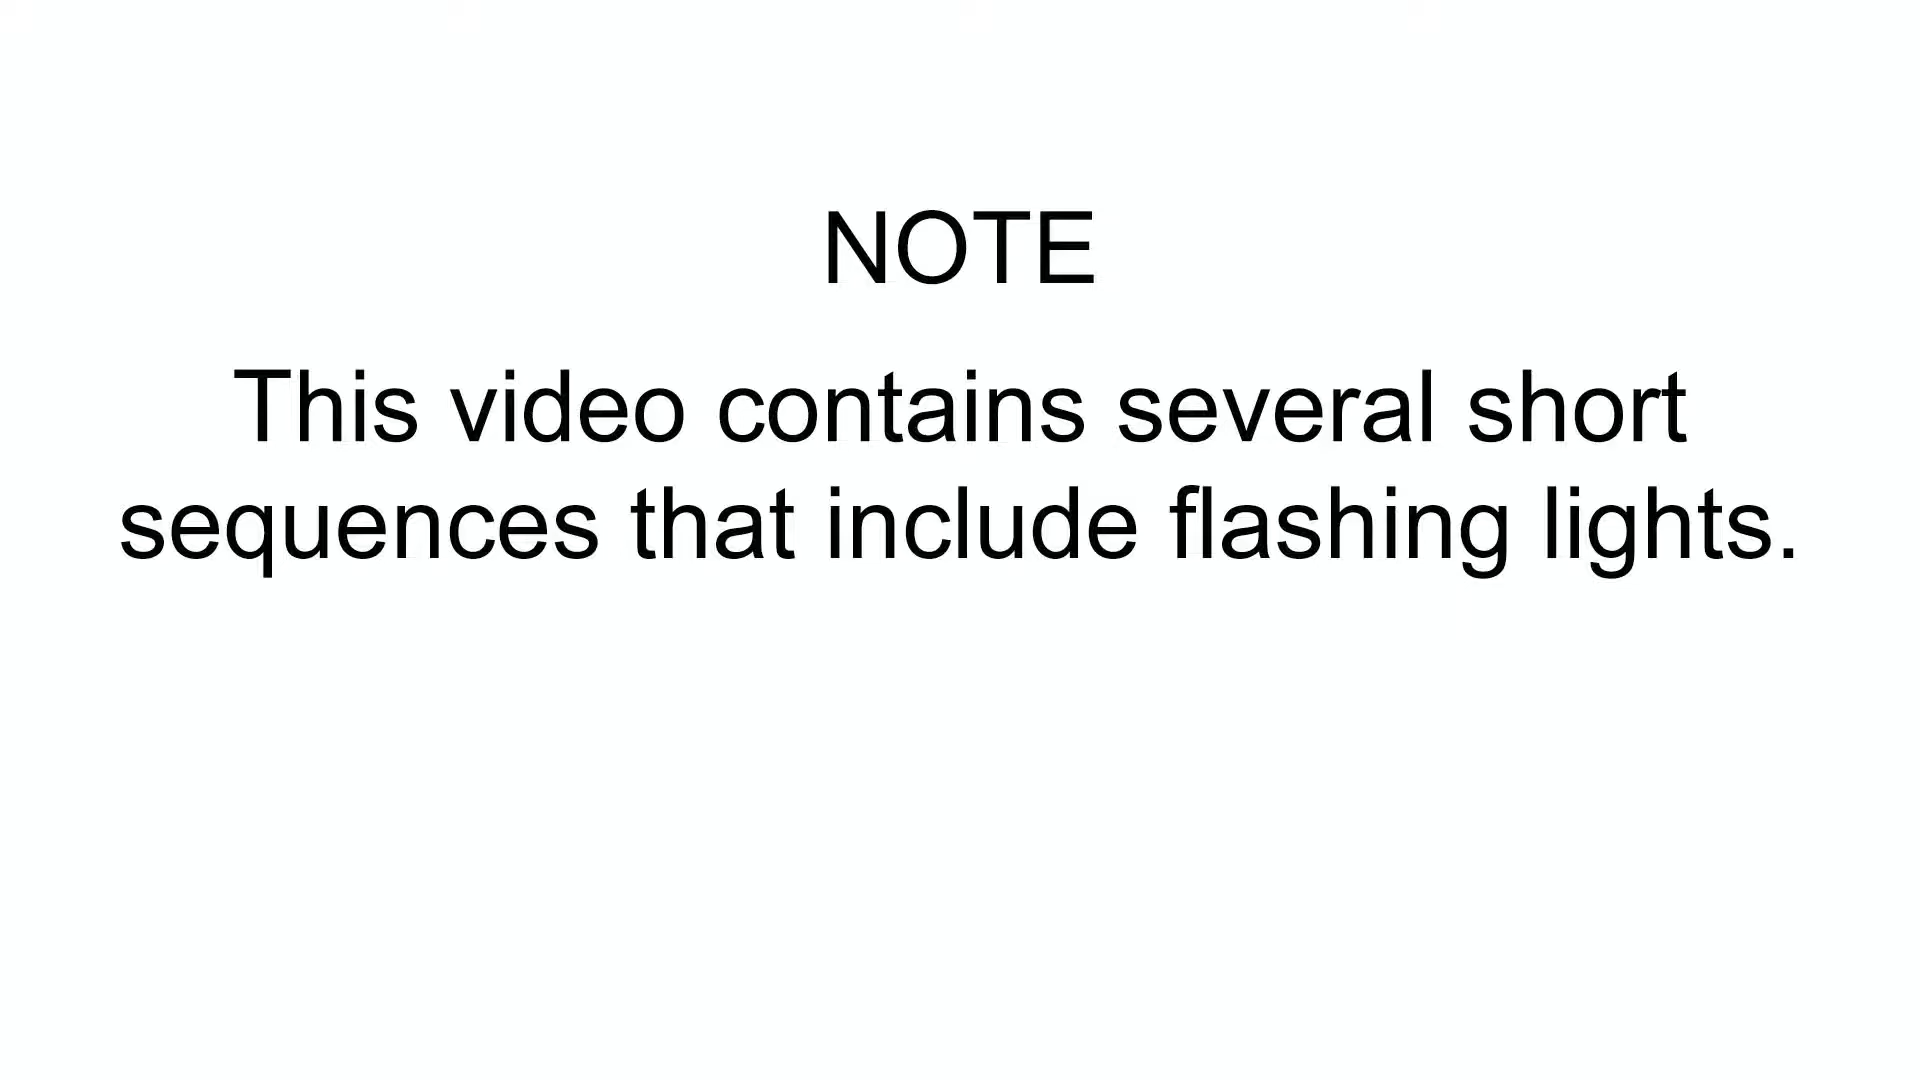 NOTE
This video contains several short
sequences that include flashing lights.